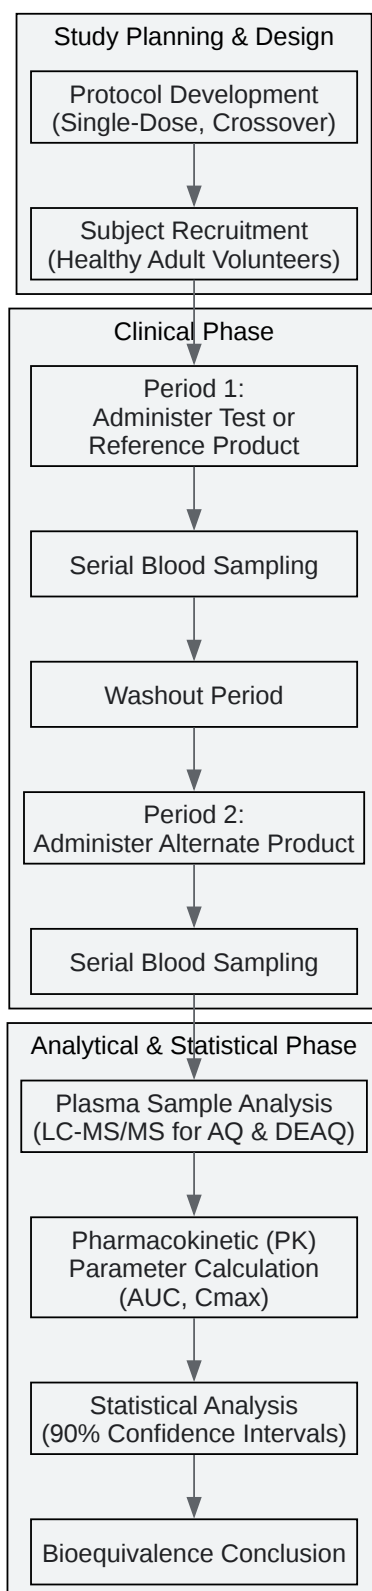 Study Planning & Design
Protocol Development
(Single-Dose, Crossover)
Subject Recruitment
(Healthy Adult Volunteers)
Clinical Phase
Period 1:
Administer Test or
Reference Product
Serial Blood Sampling
Washout Period
Period 2:
Administer Alternate Product
Serial Blood Sampling
Analytical & Statistical Phase
Plasma Sample Analysis
(LC-MS/MS for AQ & DEAQ)
Pharmacokinetic (PK)
Parameter Calculation
(AUC, Cmax)
Statistical Analysis
(90% Confidence Intervals)
Bioequivalence Conclusion